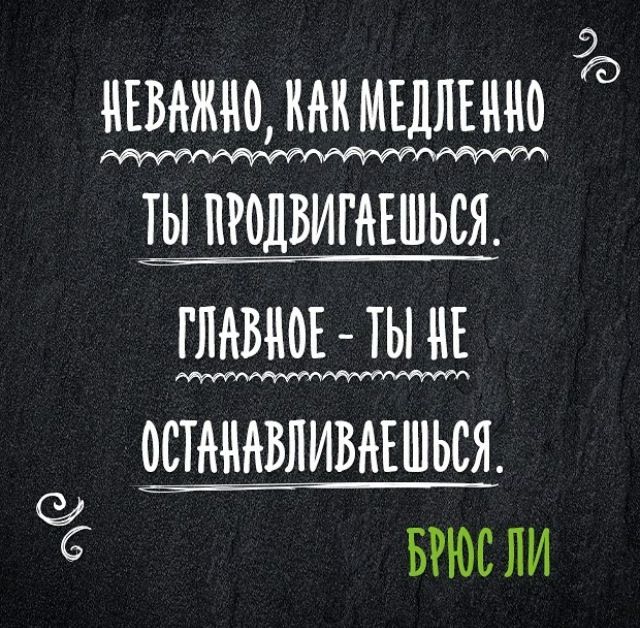 НЕВАЖНО, КАК МЕДЛЕННО
ТЫ ПРОДВИГАЕШЬСЯ.
ГЛАВНОЕ - ТЫ НЕ
ОСТАНАВЛИВАЕШЬСЯ.
БРЮС ЛИ